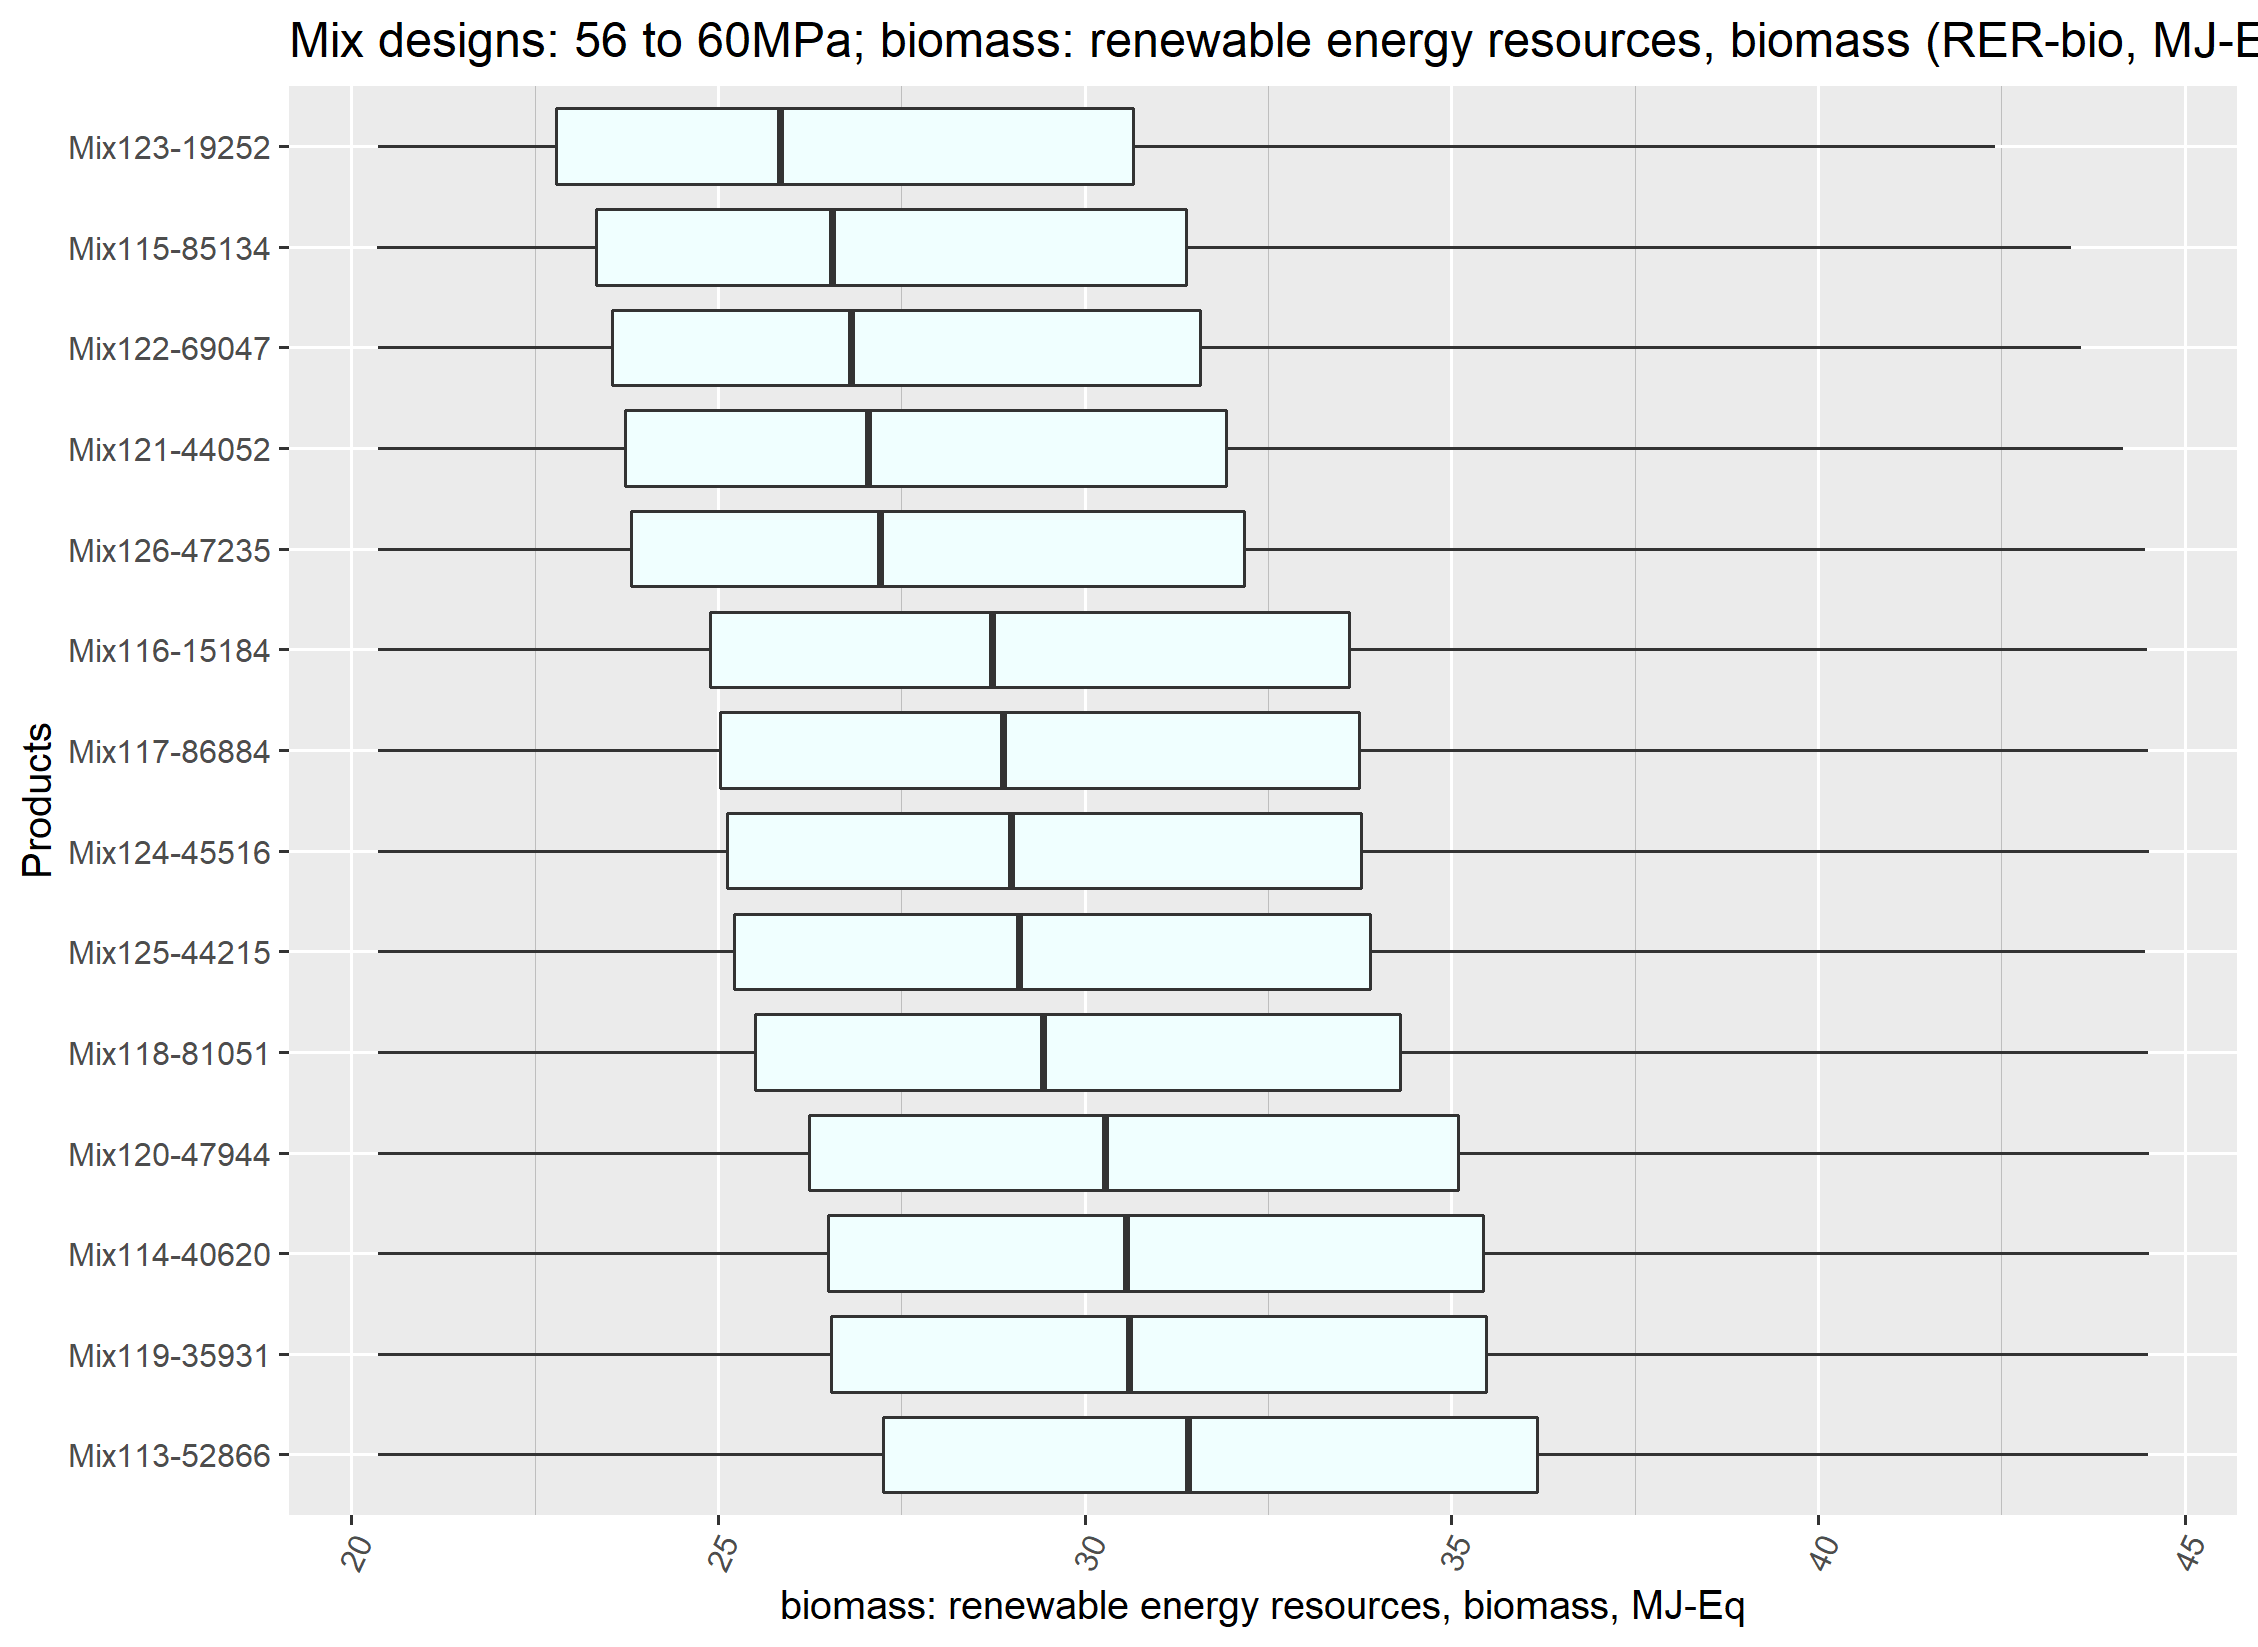 Mix designs: 56 to 60MPa; biomass: renewable energy resources, biomass (RER-bio, MJ-E
Mix123-19252
Mix115-85134
Mix122-69047
Mix121-44052
Mix126-47235
Mix116-15184
Mix117-86884
Mix124-45516
Mix125-44215
Mix118-81051
Mix120-47944
Mix114-40620
Mix119-35931
Mix113-52866
Products
20 25 30 35 40 45
biomass: renewable energy resources, biomass, MJ-Eq